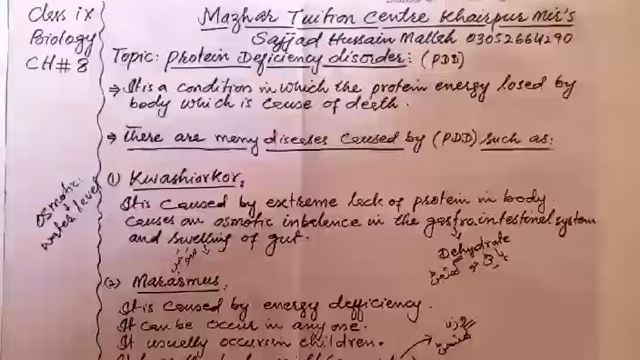 Class ix
Biology
CH# 8
Mazhar Tuition Centre Khairpur Mir's
Sajjad Hussain Mallah 03052664290
Topic: Protein Deficiency disorder: (PDD)
→ It is a condition in which the protein energy losed by
body which is cause of death.
→ There are many diseases caused by (PDD) such as:
① Kwashiorkor:
It is caused by extreme lack of protein in body
causes an osmotic imbalance in the gastrointestinal system
and swelling of gut.
osmotic:
water level
Dehydrate
② Marasmus:
It is caused by energy defficiency.
It can be occur in any one.
It usually occurs in children.